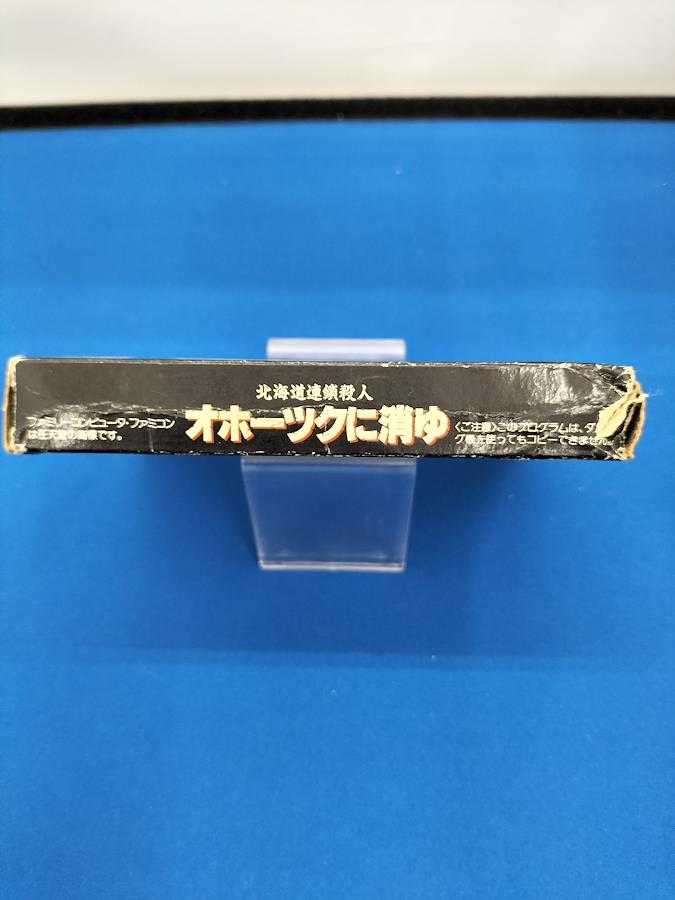 北海道連鎖殺人
オホーツクに消ゆ
ファミリーコンピュータ・ファミコン
は任天堂の商標です。
〈ご注意〉このプログラムは、ダ
グ機を使ってもコピーできません。